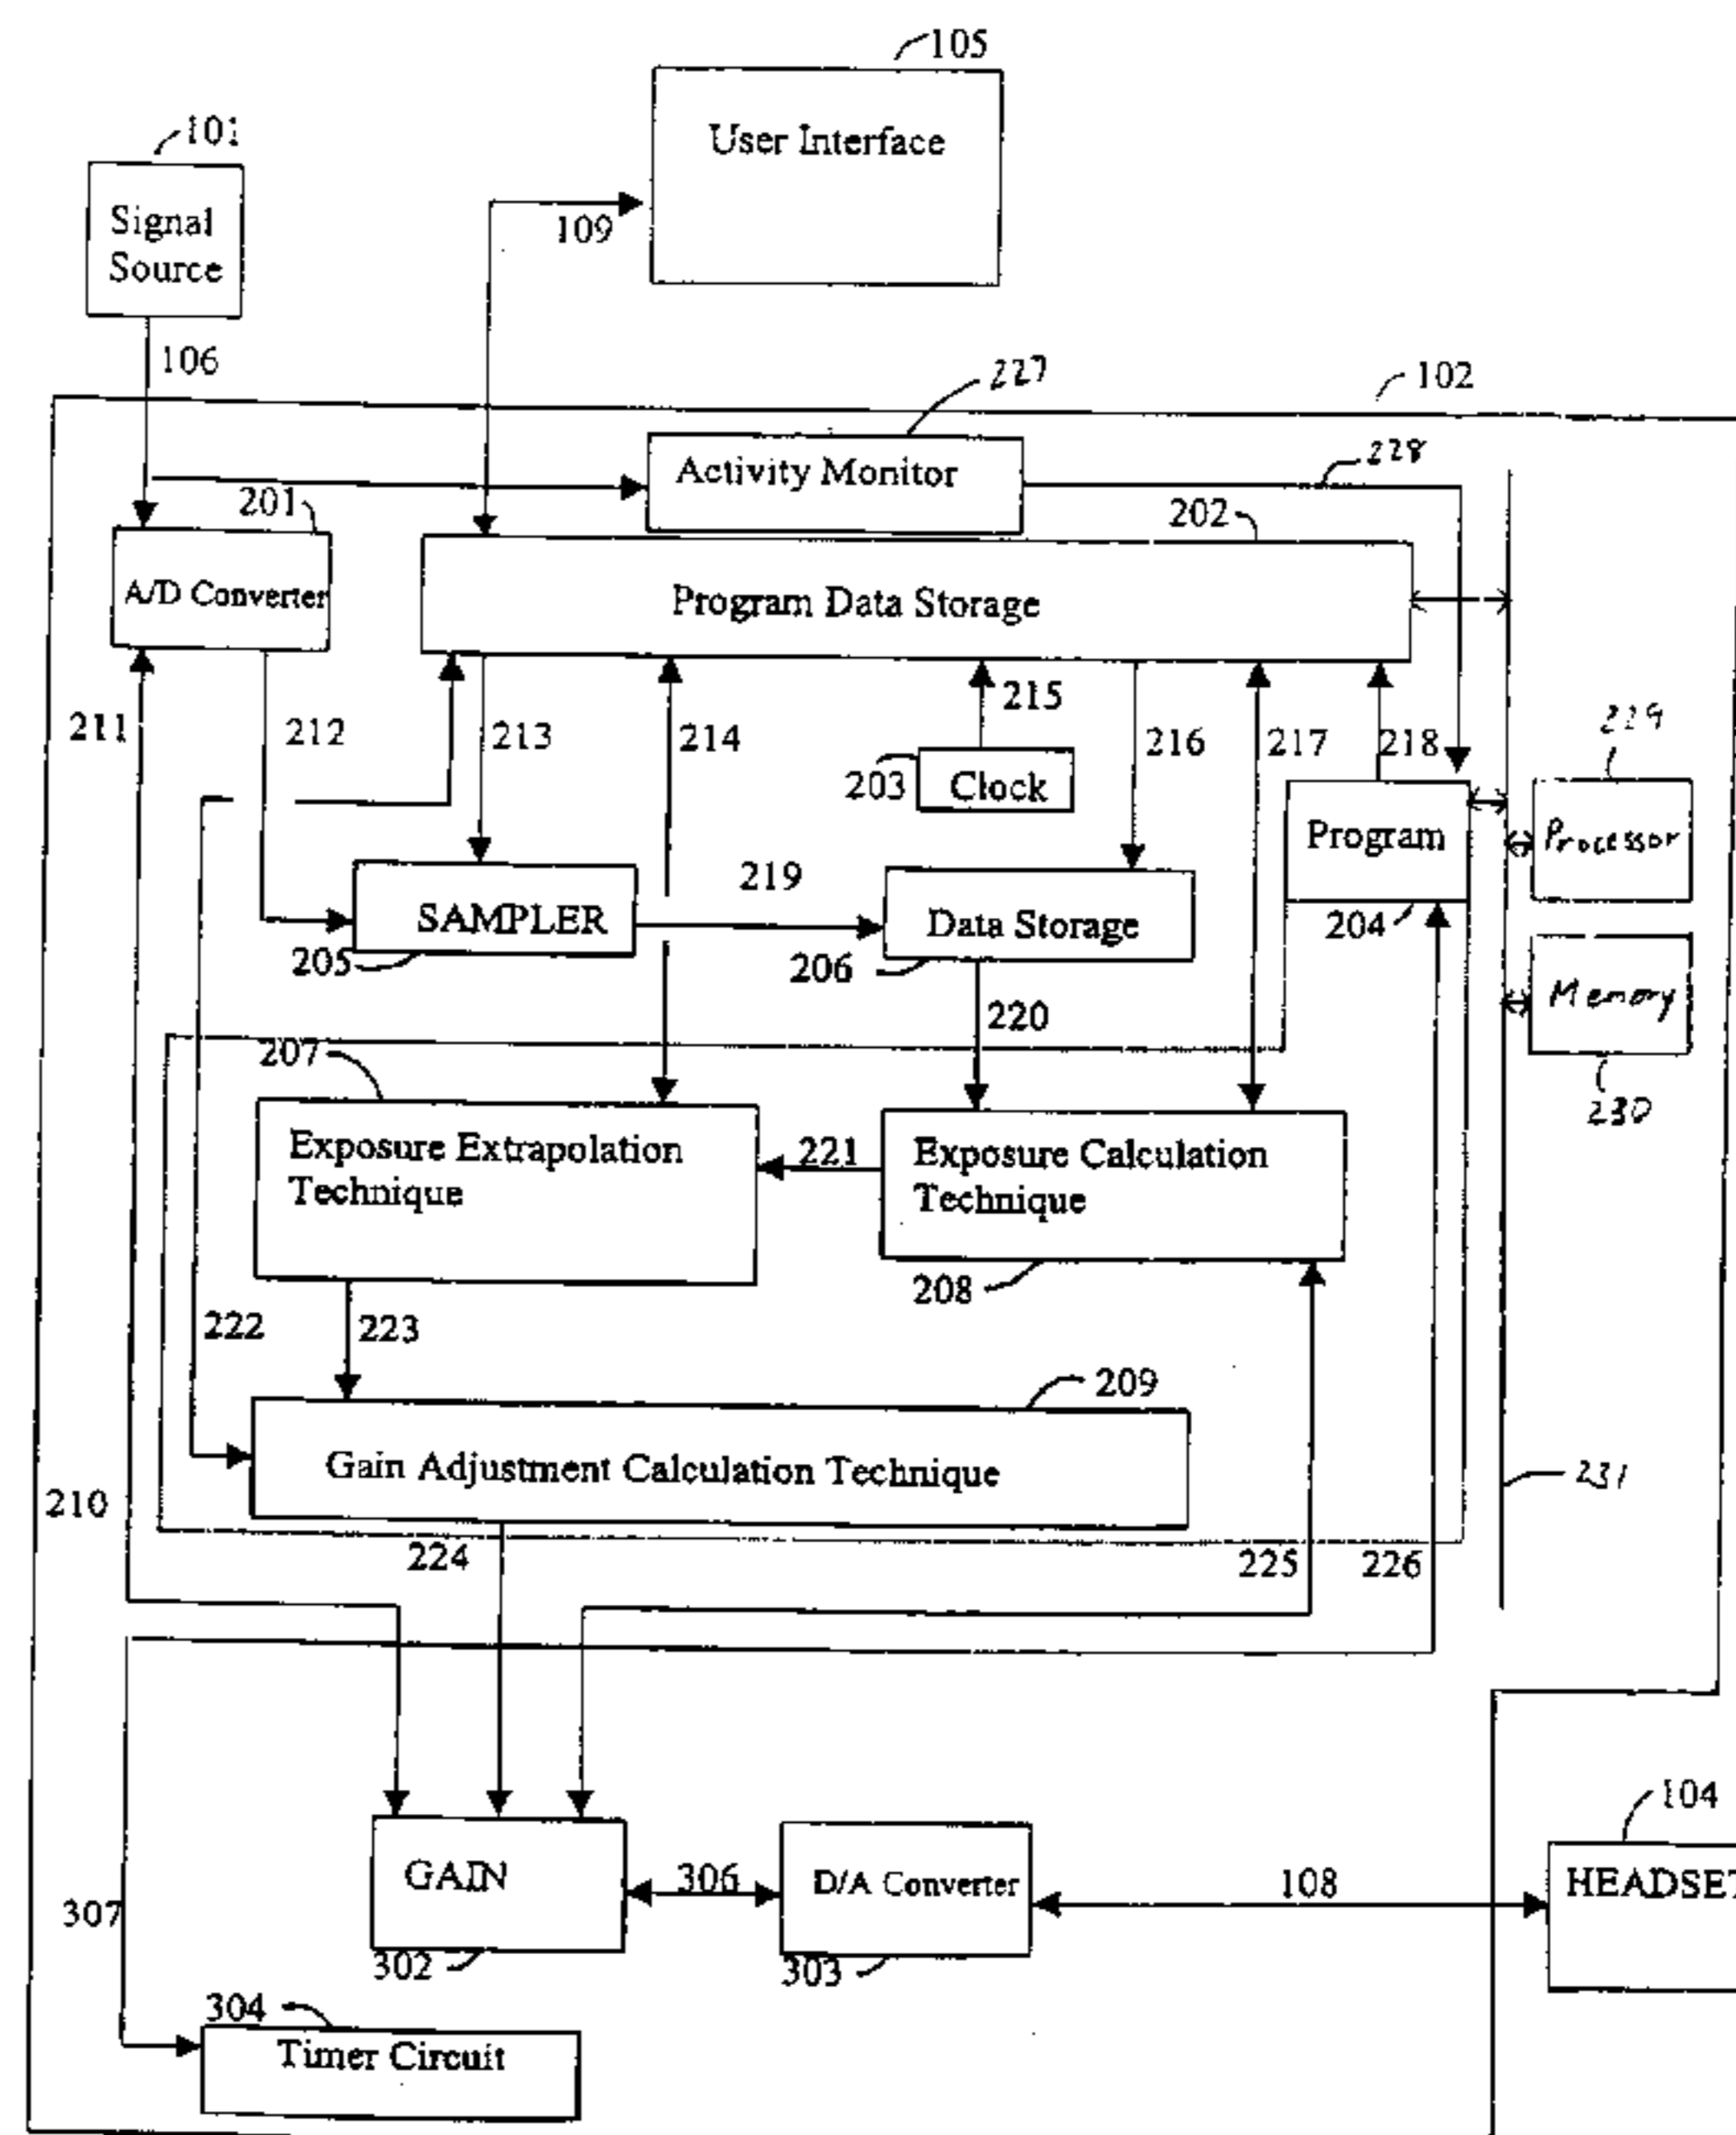 105
User Interface
101
Signal
Source
109
106
102
227
Activity Monitor
228
201
202
A/D Converter
Program Data Storage
211
212
213
214
215
216
217
218
229
203
Clock
Program
Processor
SAMPLER
219
Data Storage
204
205
206
Memory
220
207
230
Exposure Extrapolation
Technique
221
Exposure Calculation
Technique
208
222
223
209
Gain Adjustment Calculation Technique
231
210
224
225
226
104
GAIN
306
D/A Converter
108
HEADSET
307
302
303
304
Timer Circuit